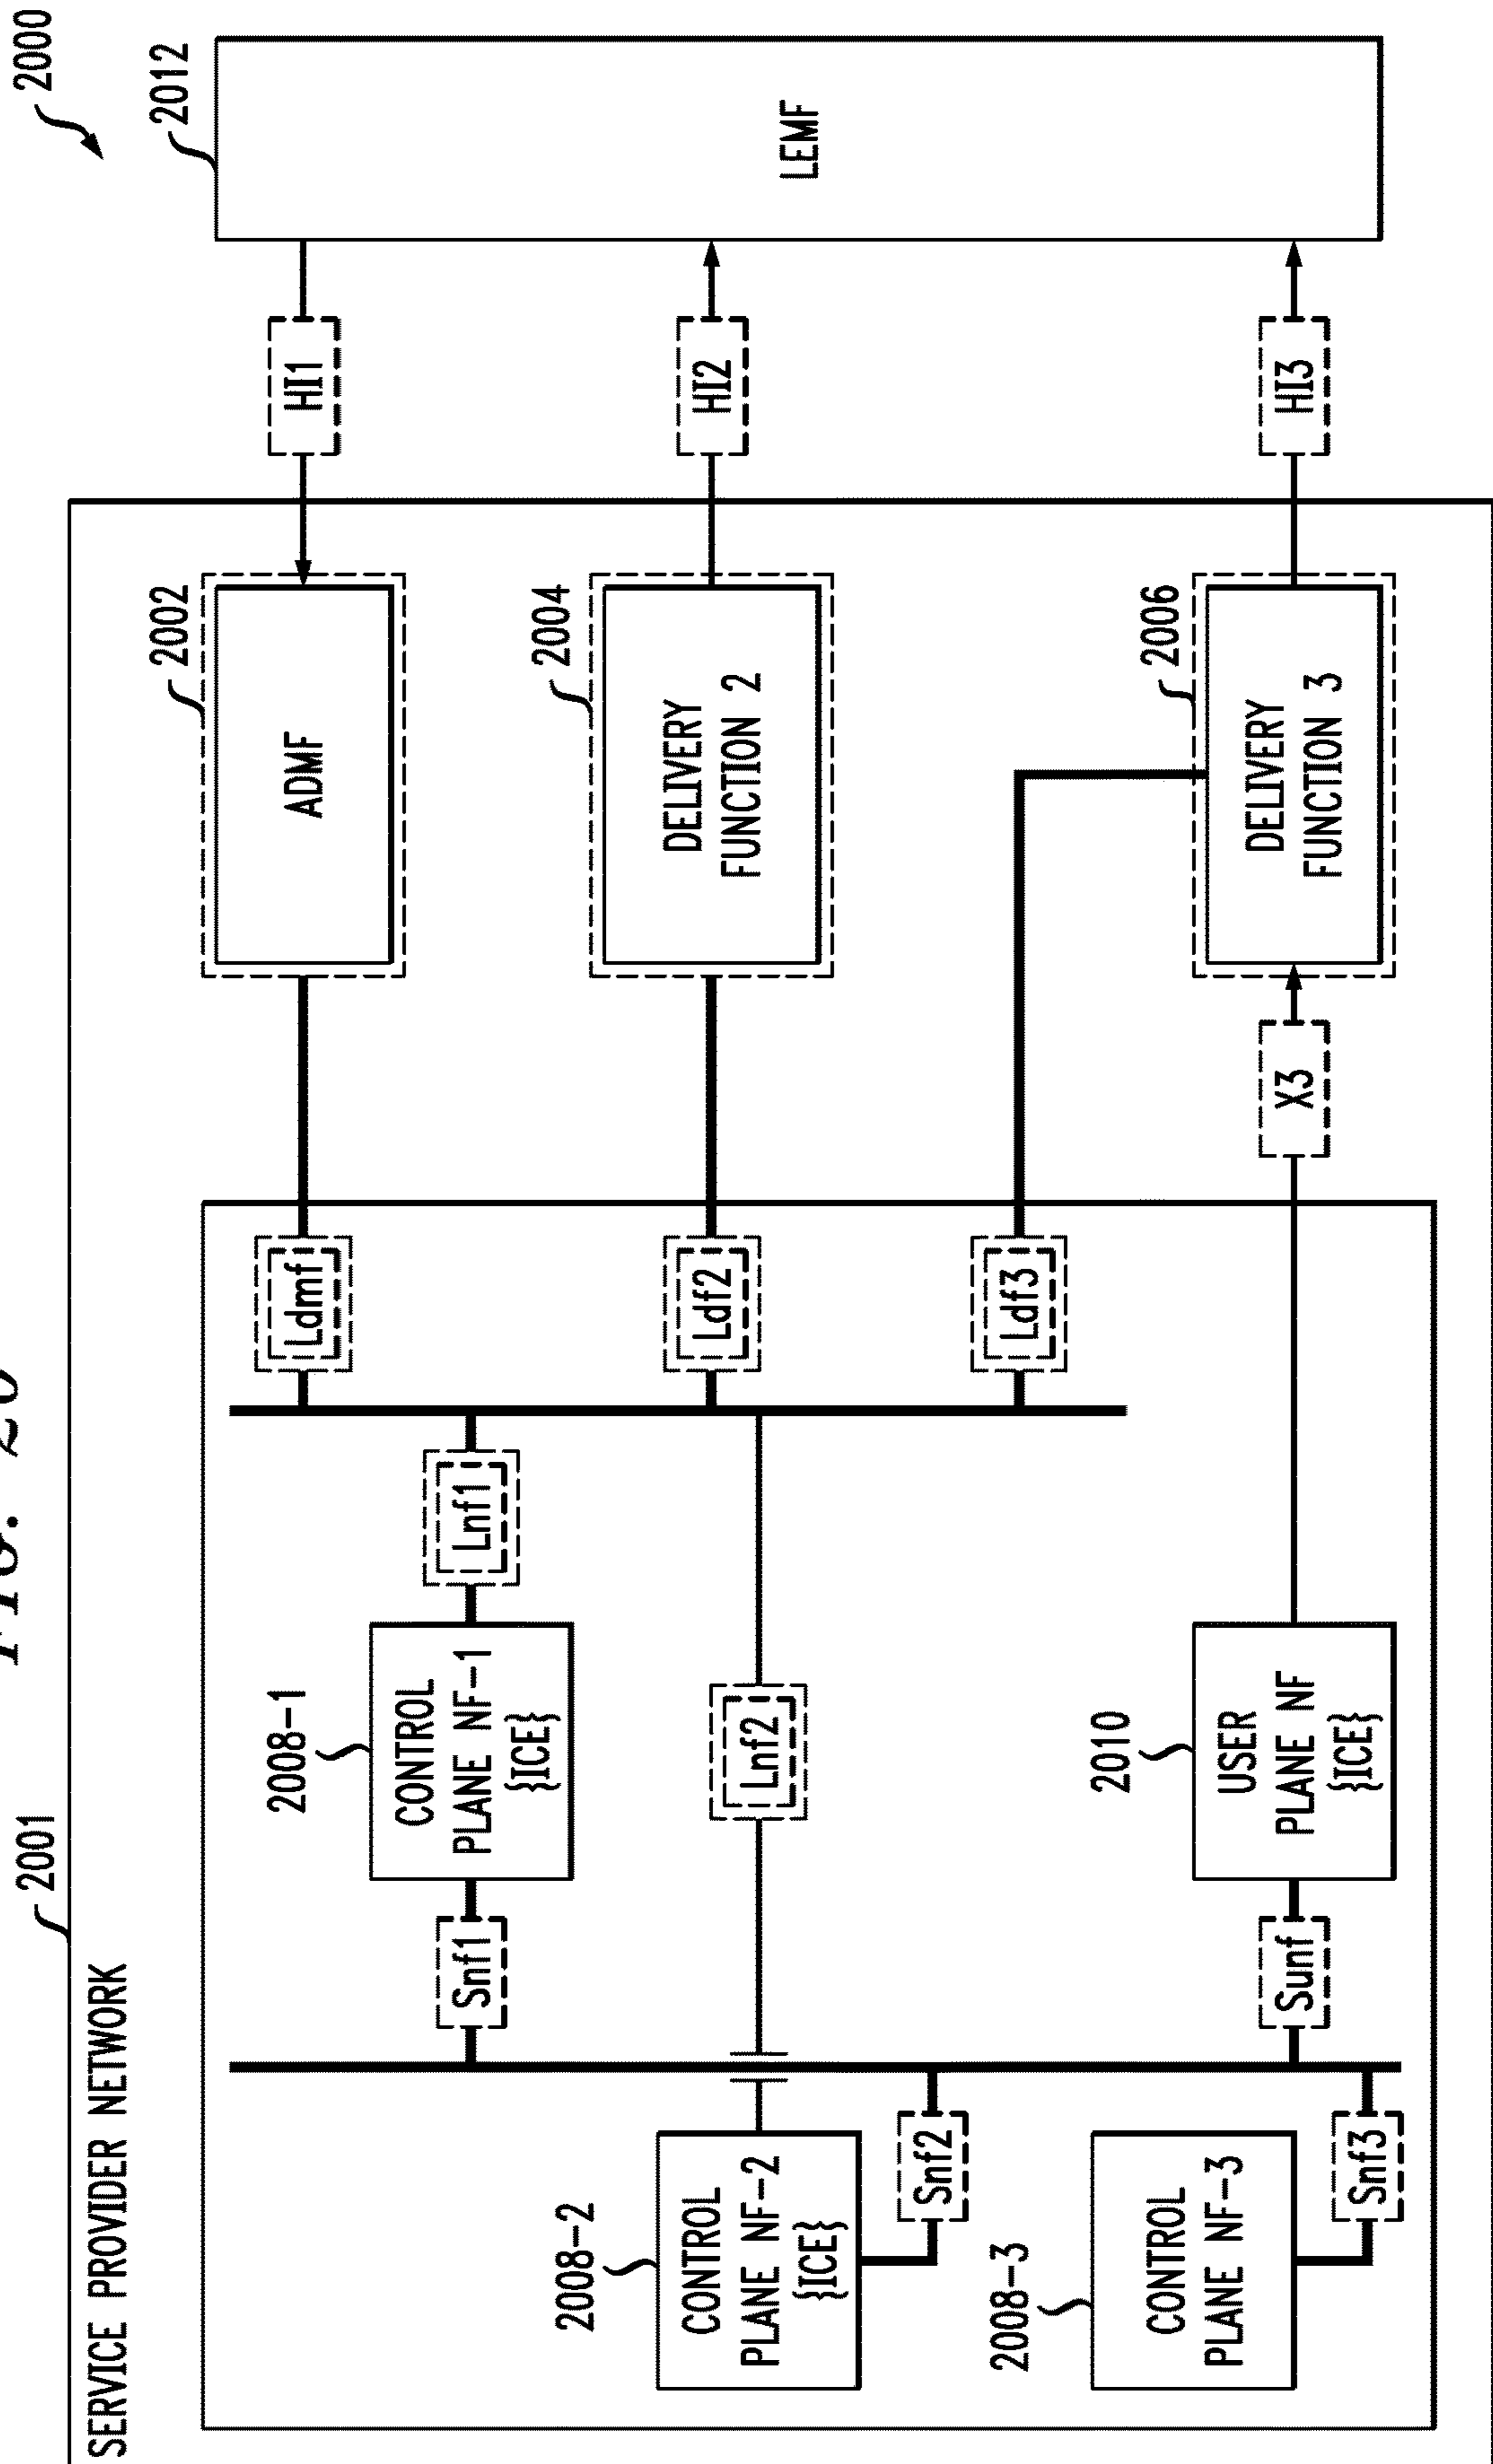 FIG. 20
2001
2000
SERVICE PROVIDER NETWORK
2002
2012
2008-1
Ldmf
ADMF
HI1
Snf1
CONTROL
PLANE NF-1
{ICE}
Lnf1
2008-2
2004
CONTROL
PLANE NF-2
{ICE}
Lnf2
Ldf2
DELIVERY
FUNCTION 2
HI2
LEMF
Snf2
2008-3
Ldf3
2010
2006
CONTROL
PLANE NF-3
Sunf
USER
PLANE NF
{ICE}
X3
DELIVERY
FUNCTION 3
HI3
Snf3